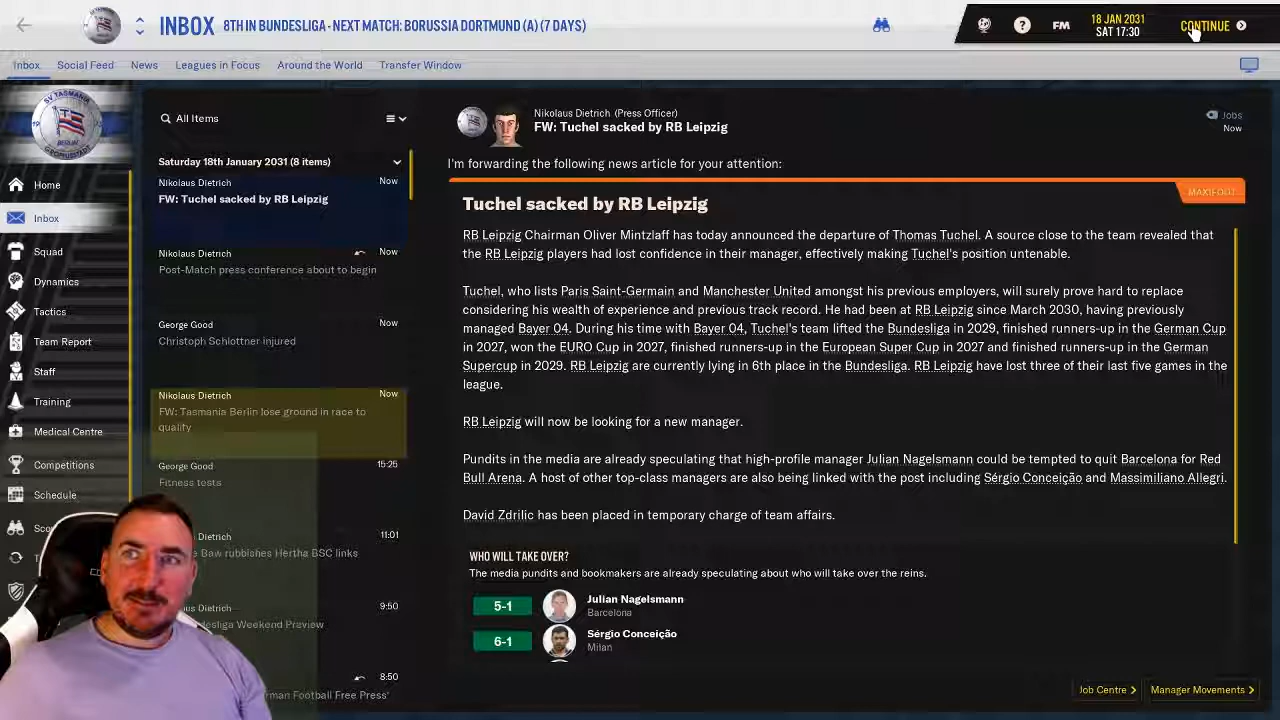 INBOX
8TH IN BUNDESLIGA - NEXT MATCH: BORUSSIA DORTMUND (A) (7 DAYS)
?
FM
18 JAN 2031
SAT 17:30
CONTINUE
Inbox
Social Feed
News
Leagues in Focus
Around the World
Transfer Window
SV TASMANIA
BERLIN
Home
Inbox
Squad
Dynamics
Tactics
Team Report
Staff
Training
Medical Centre
Competitions
Schedule
All Items
Saturday 18th January 2031 (8 items)
Nikolaus Dietrich
Now
FW: Tuchel sacked by RB Leipzig
Nikolaus Dietrich
Now
Post-Match press conference about to begin
George Good
Now
Christoph Schlottner injured
Nikolaus Dietrich
Now
FW: Tasmania Berlin lose ground in race to
qualify
George Good
15:25
Fitness tests
Dietrich
11:01
Baw rubbishes Hertha BSC links
Dietrich
9:50
Weekend Preview
8:50
Football Free Press'
Nikolaus Dietrich (Press Officer)
FW: Tuchel sacked by RB Leipzig
Jobs
Now
I'm forwarding the following news article for your attention:
MAXIFOOT
Tuchel sacked by RB Leipzig
RB Leipzig Chairman Oliver Mintzlaff has today announced the departure of Thomas Tuchel. A source close to the team revealed that
the RB Leipzig players had lost confidence in their manager, effectively making Tuchel's position untenable.
Tuchel, who lists Paris Saint-Germain and Manchester United amongst his previous employers, will surely prove hard to replace
considering his wealth of experience and previous track record. He had been at RB Leipzig since March 2030, having previously
managed Bayer 04. During his time with Bayer 04, Tuchel's team lifted the Bundesliga in 2029, finished runners-up in the German Cup
in 2027, won the EURO Cup in 2027, finished runners-up in the European Super Cup in 2027 and finished runners-up in the German
Supercup in 2029. RB Leipzig are currently lying in 6th place in the Bundesliga. RB Leipzig have lost three of their last five games in the
league.
RB Leipzig will now be looking for a new manager.
Pundits in the media are already speculating that high-profile manager Julian Nagelsmann could be tempted to quit Barcelona for Red
Bull Arena. A host of other top-class managers are also being linked with the post including Sérgio Conceição and Massimiliano Allegri.
David Zdrilic has been placed in temporary charge of team affairs.
WHO WILL TAKE OVER?
The media pundits and bookmakers are already speculating about who will take over the reins.
5-1
Julian Nagelsmann
Barcelona
6-1
Sérgio Conceição
Milan
Job Centre
Manager Movements